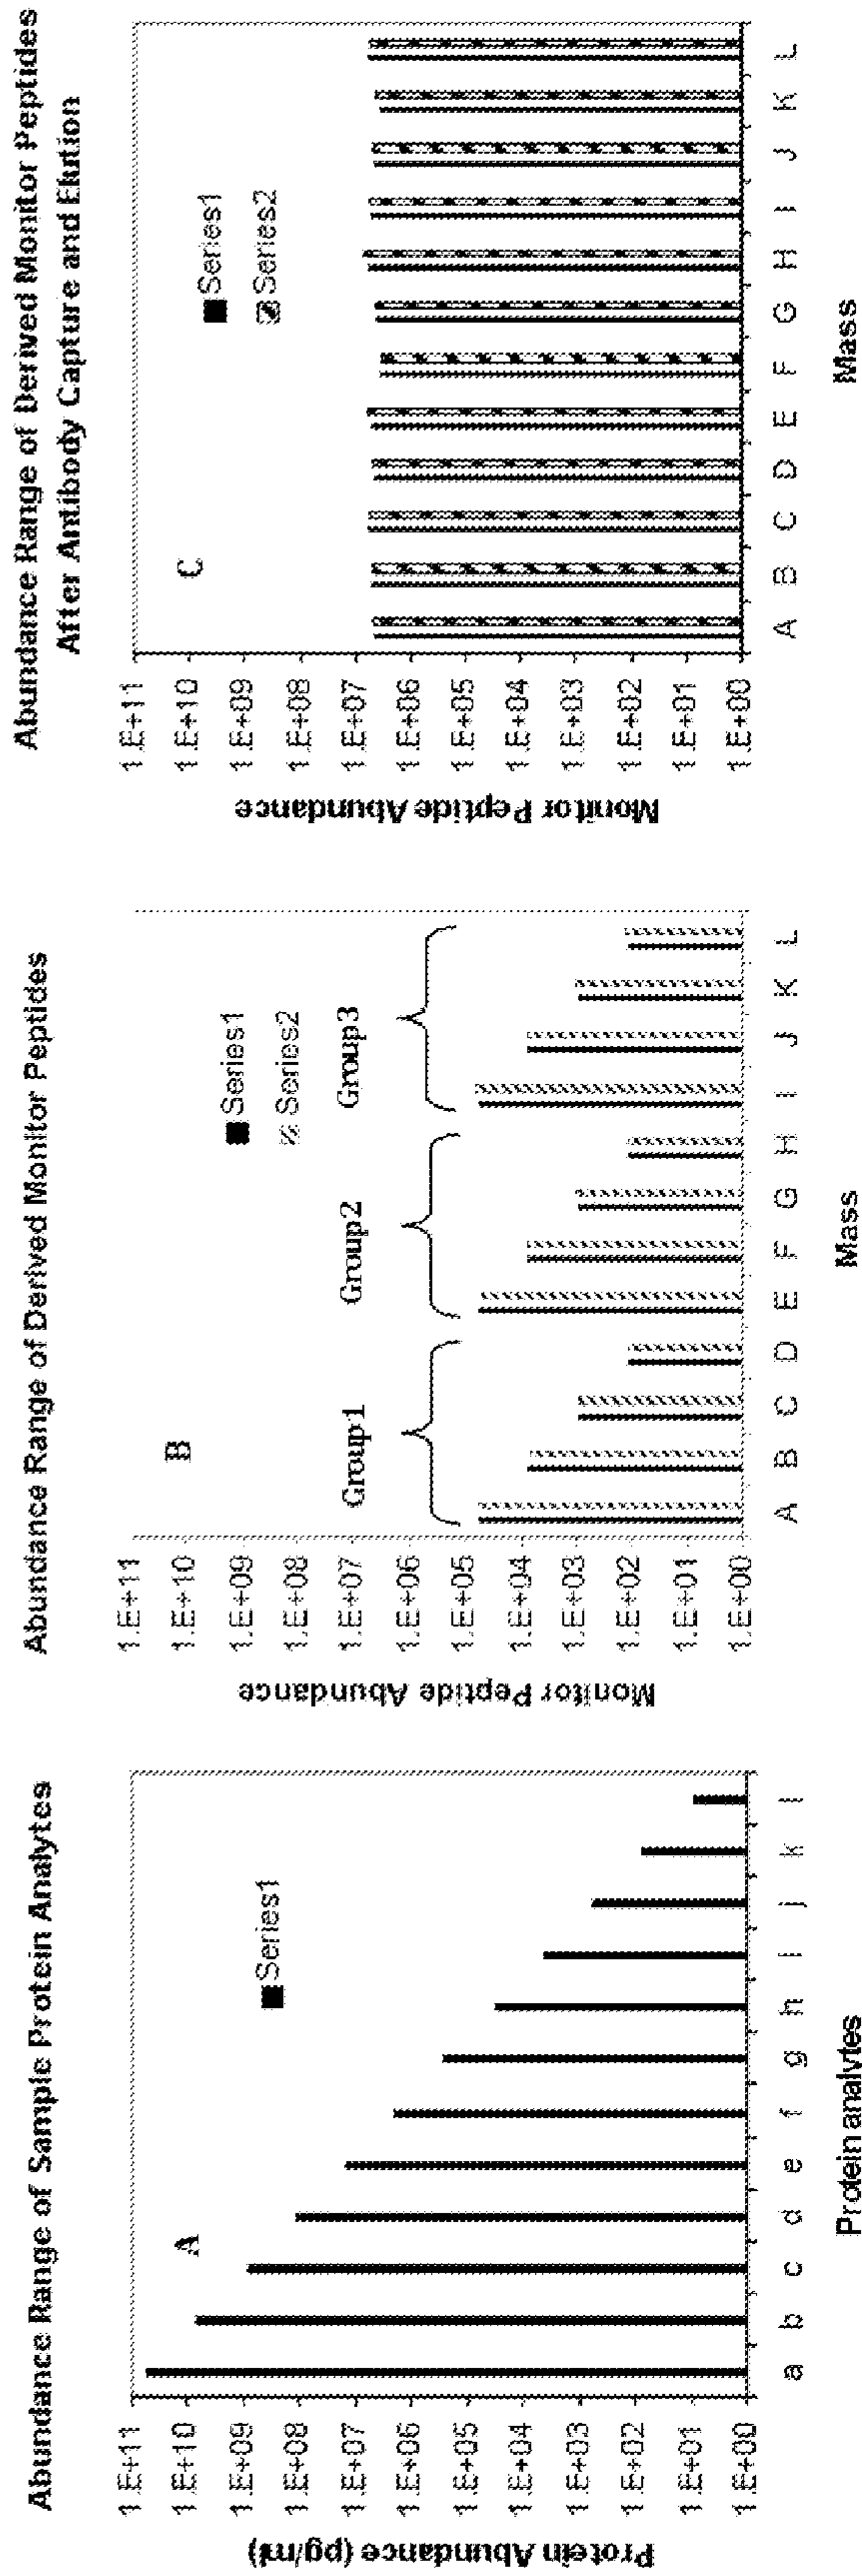 Abundance Range of Sample Protein Analytes
Protein Abundance (pg/ml)
1.E+11
1.E+10
1.E+09
1.E+08
1.E+07
1.E+06
1.E+05
1.E+04
1.E+03
1.E+02
1.E+01
1.E+00
A
Series1
a b c d e f g h i j k l
Protein analytes
Abundance Range of Derived Monitor Peptides
Monitor Peptide Abundance
1.E+11
1.E+10
1.E+09
1.E+08
1.E+07
1.E+06
1.E+05
1.E+04
1.E+03
1.E+02
1.E+01
1.E+00
B
Series1
Series2
Group1 Group2 Group3
A B C D E F G H I J K L
Mass
Abundance Range of Derived Monitor Peptides
After Antibody Capture and Elution
Monitor Peptide Abundance
1.E+11
1.E+10
1.E+09
1.E+08
1.E+07
1.E+06
1.E+05
1.E+04
1.E+03
1.E+02
1.E+01
1.E+00
C
Series1
Series2
A B C D E F G H I J K L
Mass